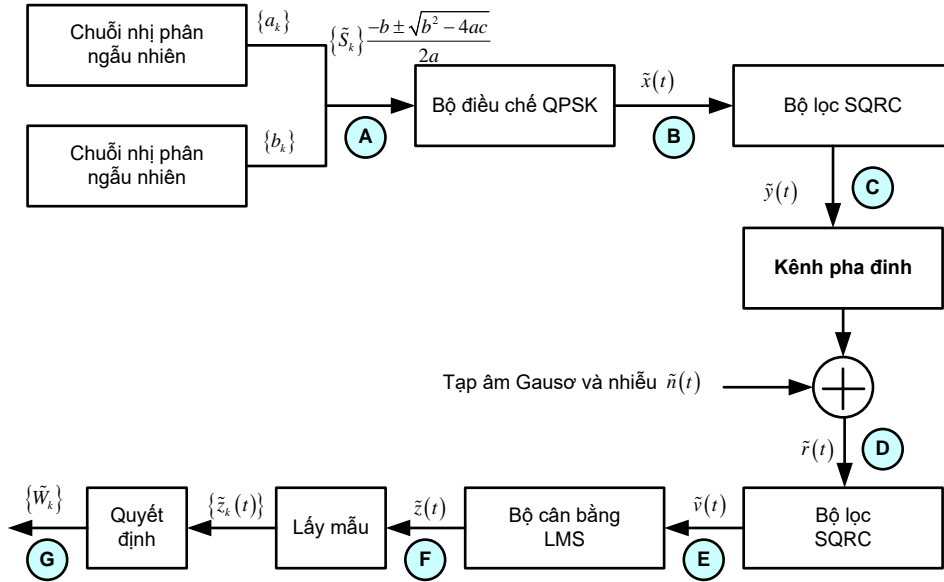 Chuỗi nhị phân
ngẫu nhiên
{a_k}
{S̃_k} (-b ± √(b² − 4ac))/(2a)
A
Bộ điều chế QPSK
x̃(t)
B
Bộ lọc SQRC
Chuỗi nhị phân
ngẫu nhiên
{b_k}
ỹ(t)
C
Kênh pha đinh
Tạp âm Gausơ và nhiễu ñ(t)
r̃(t)
D
Bộ lọc
SQRC
ṽ(t)
E
Bộ cân bằng
LMS
z̃(t)
F
Lấy mẫu
{z̃_k(t)}
Quyết
định
{W̃_k}
G